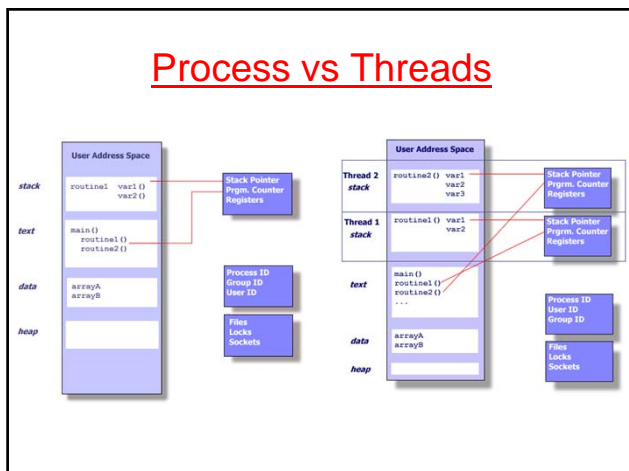 Process vs Threads
User Address Space
stack
routine1 var1()
var2()
Stack Pointer
Prgrm. Counter
Registers
text
main()
routine1()
routine2()
data
arrayA
arrayB
Process ID
Group ID
User ID
heap
Files
Locks
Sockets
User Address Space
Thread 2
stack
routine2() var1
var2
var3
Stack Pointer
Prgrm. Counter
Registers
Thread 1
stack
routine1() var1
var2
Stack Pointer
Prgrm. Counter
Registers
text
main()
routine1()
routine2()
...
Process ID
User ID
Group ID
data
arrayA
arrayB
Files
Locks
Sockets
heap